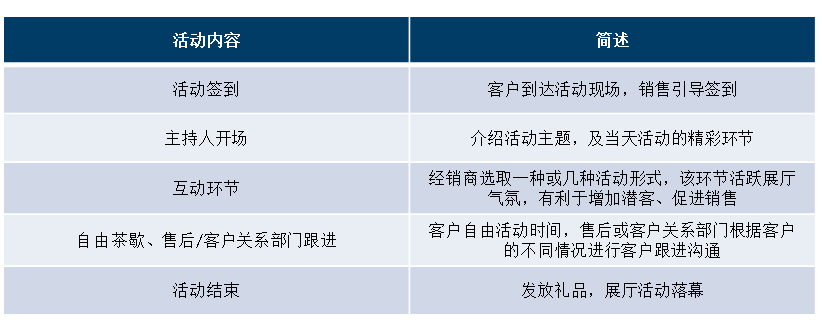 活动内容 简述
活动签到 客户到达活动现场，销售引导签到
主持人开场 介绍活动主题，及当天活动的精彩环节
互动环节 经销商选取一种或几种活动形式，该环节活跃展厅
气氛，有利于增加潜客、促进销售
自由茶歇、售后/客户关系部门跟进 客户自由活动时间，售后或客户关系部门根据客户
的不同情况进行客户跟进沟通
活动结束 发放礼品，展厅活动落幕